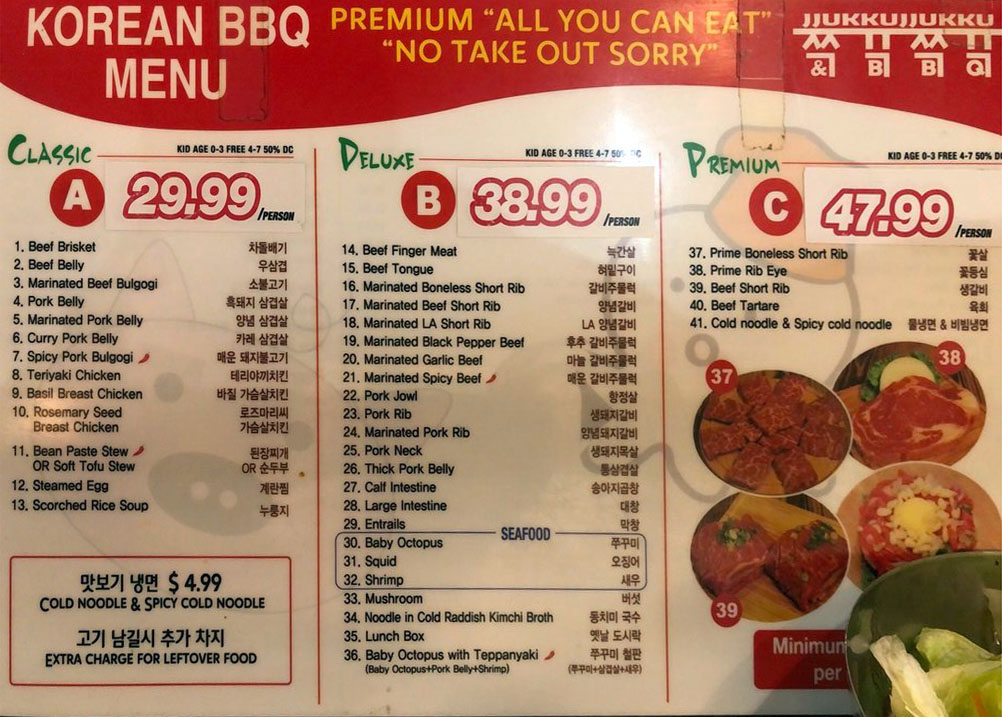 KOREAN BBQ
MENU
PREMIUM “ALL YOU CAN EAT”
“NO TAKE OUT SORRY”
JJUKKUJJUKKU
쭈꾸쭈꾸
& B B Q
CLASSIC
KID AGE 0-3 FREE 4-7 50% DC
A 29.99 /PERSON
1. Beef Brisket 차돌배기
2. Beef Belly 우삼겹
3. Marinated Beef Bulgogi 소불고기
4. Pork Belly 흑돼지 삼겹살
5. Marinated Pork Belly 양념 삼겹살
6. Curry Pork Belly 카레 삼겹살
7. Spicy Pork Bulgogi 매운 돼지불고기
8. Teriyaki Chicken 테리야끼치킨
9. Basil Breast Chicken 바질 가슴살치킨
10. Rosemary Seed 로즈마리씨
Breast Chicken 가슴살치킨
11. Bean Paste Stew 된장찌개
OR Soft Tofu Stew OR 순두부
12. Steamed Egg 계란찜
13. Scorched Rice Soup 누룽지
맛보기 냉면 $ 4.99
COLD NOODLE & SPICY COLD NOODLE
고기 남길시 추가 차지
EXTRA CHARGE FOR LEFTOVER FOOD
DELUXE
KID AGE 0-3 FREE 4-7 50% DC
B 38.99 /PERSON
14. Beef Finger Meat 늑간살
15. Beef Tongue 혀밑구이
16. Marinated Boneless Short Rib 갈비주물럭
17. Marinated Beef Short Rib 양념갈비
18. Marinated LA Short Rib LA 양념갈비
19. Marinated Black Pepper Beef 후추 갈비주물럭
20. Marinated Garlic Beef 마늘 갈비주물럭
21. Marinated Spicy Beef 매운 갈비주물럭
22. Pork Jowl 항정살
23. Pork Rib 생돼지갈비
24. Marinated Pork Rib 양념돼지갈비
25. Pork Neck 생돼지목살
26. Thick Pork Belly 통삼겹살
27. Calf Intestine 송아지곱창
28. Large Intestine 대창
29. Entrails 막창
SEAFOOD
30. Baby Octopus 쭈꾸미
31. Squid 오징어
32. Shrimp 새우
33. Mushroom 버섯
34. Noodle in Cold Raddish Kimchi Broth 동치미 국수
35. Lunch Box 옛날 도시락
36. Baby Octopus with Teppanyaki 쭈꾸미 철판
(Baby Octopus+Pork Belly+Shrimp) (쭈꾸미+삼겹살+새우)
PREMIUM
KID AGE 0-3 FREE 4-7 50% D
C 47.99 /PERSON
37. Prime Boneless Short Rib 꽃살
38. Prime Rib Eye 꽃등심
39. Beef Short Rib 생갈비
40. Beef Tartare 육회
41. Cold noodle & Spicy cold noodle 물냉면 & 비빔냉면
37
38
39
Minimum
per